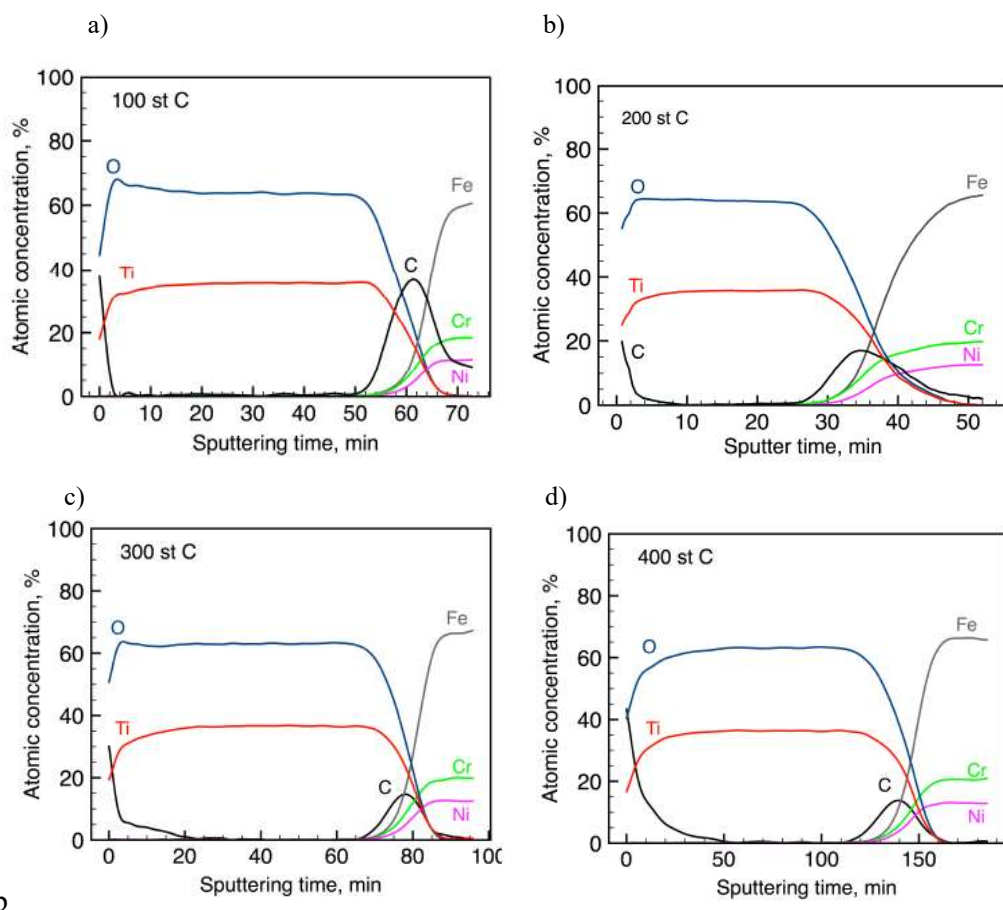 a)
100 st C
Atomic concentration, %
100
80
60
40
20
0
O
Ti
C
Fe
Cr
Ni
0 10 20 30 40 50 60 70
Sputtering time, min
b)
200 st C
Atomic concentration, %
100
80
60
40
20
0
O
Ti
C
Fe
Cr
Ni
0 10 20 30 40 50
Sputter time, min
c)
300 st C
Atomic concentration, %
100
80
60
40
20
0
O
Ti
C
Fe
Cr
Ni
0 20 40 60 80 100
Sputtering time, min
d)
400 st C
Atomic concentration, %
100
80
60
40
20
0
O
Ti
C
Fe
Cr
Ni
0 50 100 150
Sputtering time, min